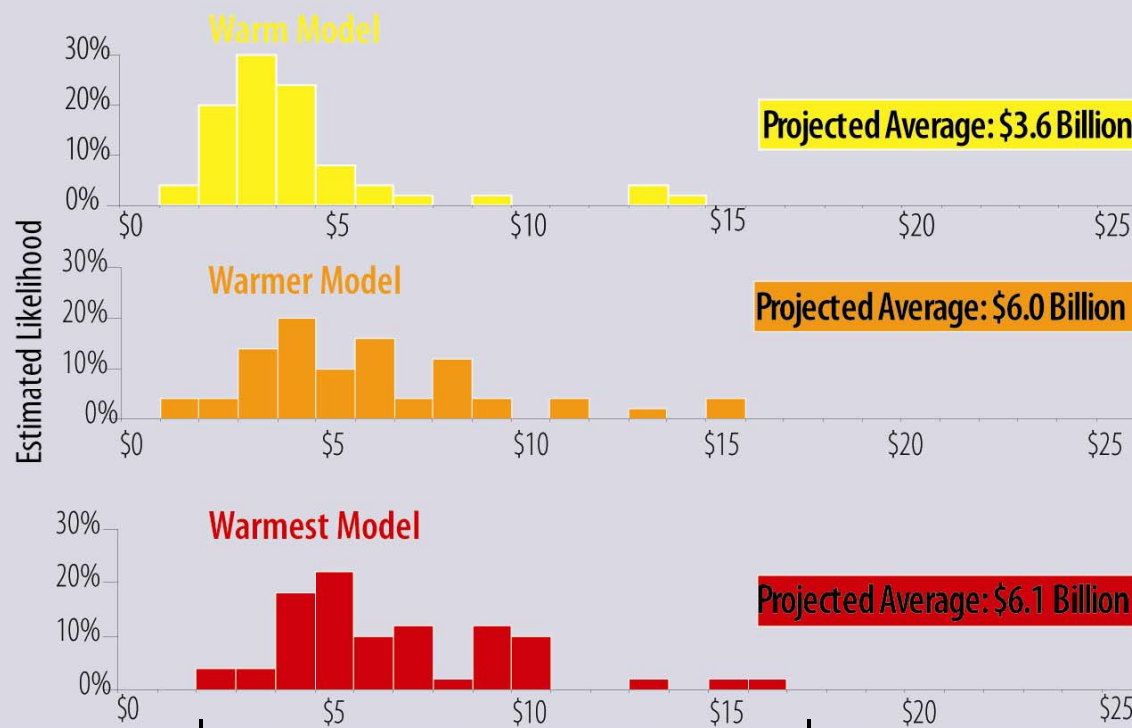 Warm Model
30%
20%
10%
0%
Projected Average: $3.6 Billion
$0 $5 $10 $15 $20 $25
Estimated Likelihood
Warmer Model
30%
20%
10%
0%
Projected Average: $6.0 Billion
$0 $5 $10 $15 $20 $25
Warmest Model
30%
20%
10%
0%
Projected Average: $6.1 Billion
$0 $5 $10 $15 $20 $25